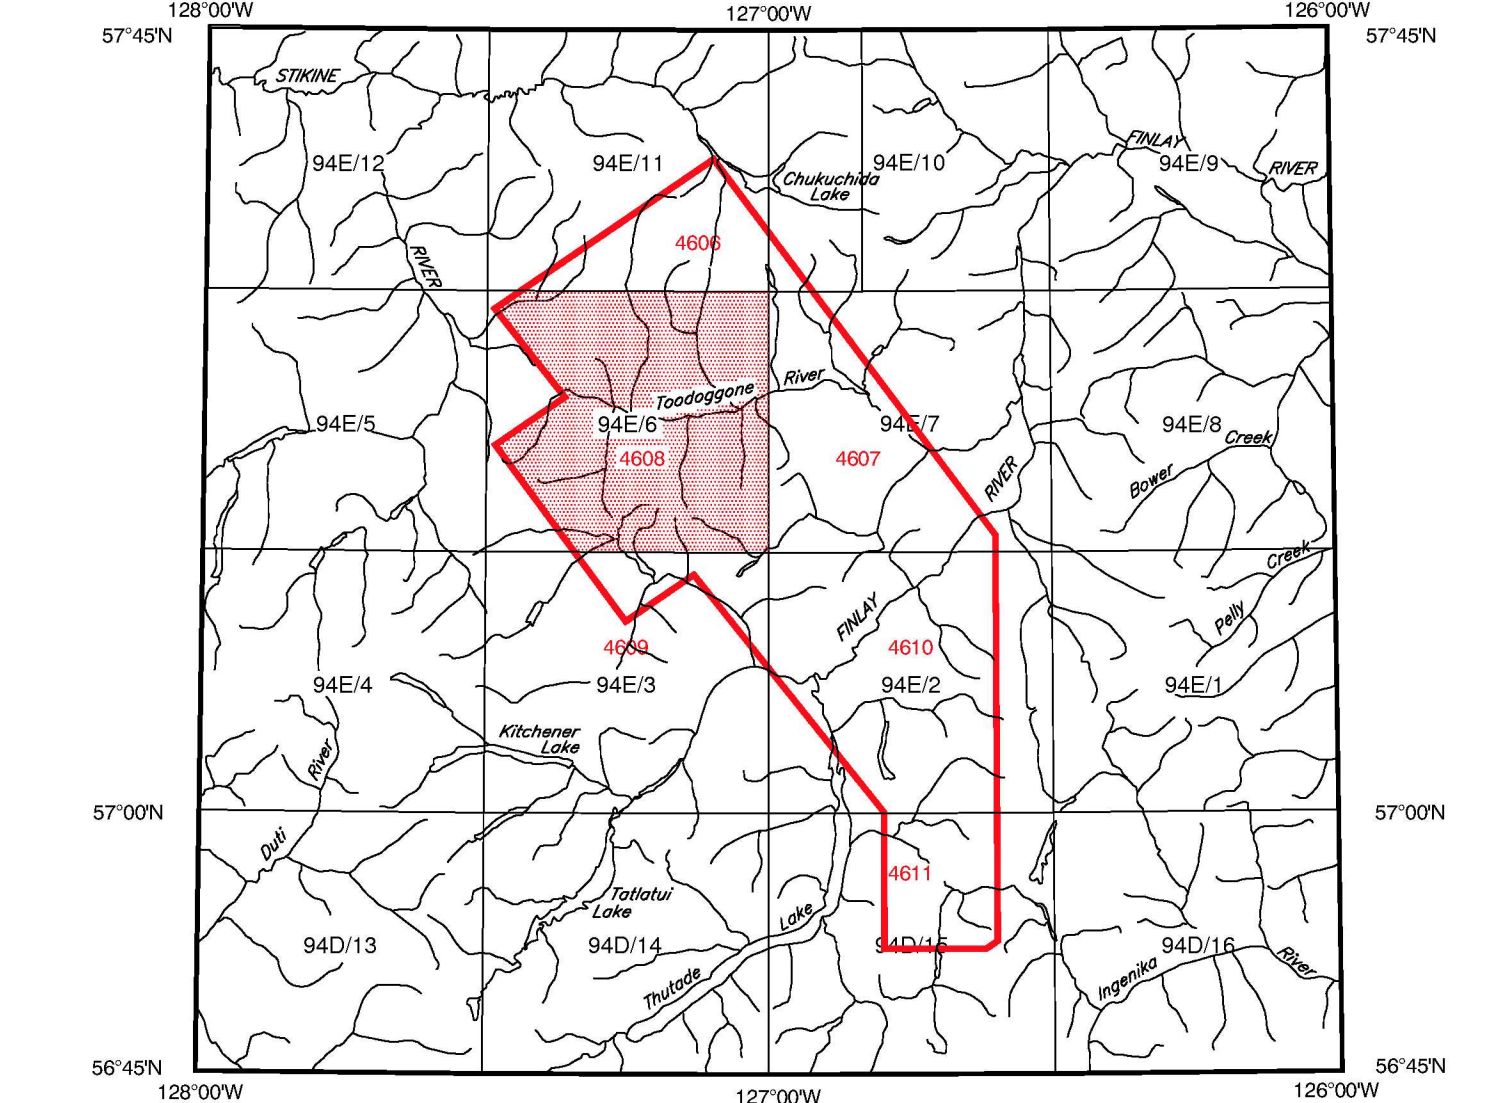 128°00'W
127°00'W
126°00'W
57°45'N
57°45'N
STIKINE
94E/12
94E/11
94E/10
FINLAY
94E/9
RIVER
Chukuchida
Lake
4606
RIVER
Toodoggone
River
94E/5
94E/6
94E/7
94E/8
Creek
4608
4607
RIVER
Bower
Creek
FINLAY
Pelly
4609
4610
94E/4
94E/3
94E/2
94E/1
Kitchener
Lake
River
57°00'N
57°00'N
Duti
4611
Tatlatui
Lake
Lake
94D/13
94D/14
94D/15
94D/16
River
Ingenika
Thutade
56°45'N
56°45'N
128°00'W
127°00'W
126°00'W